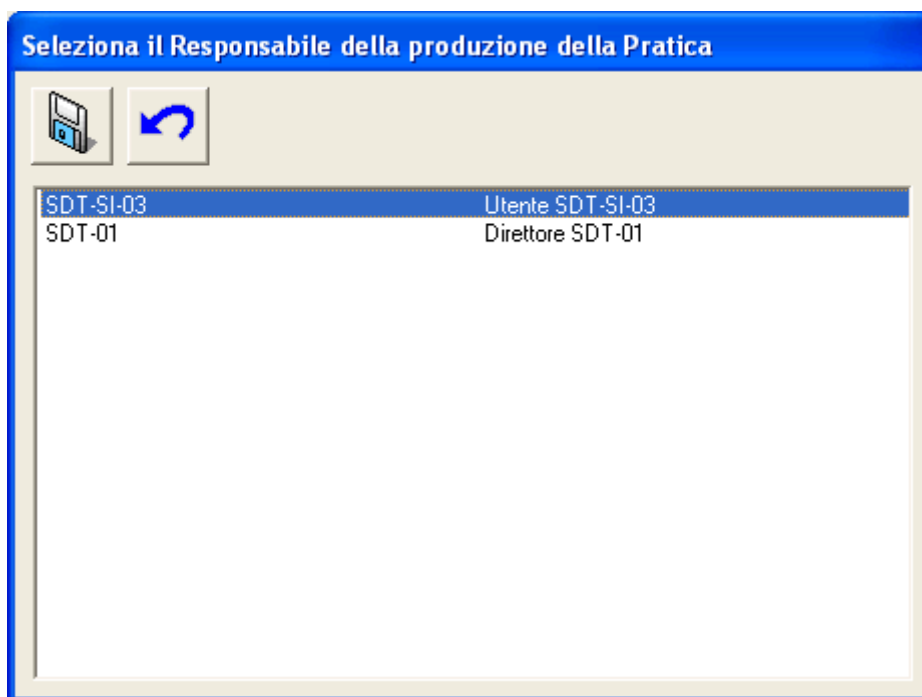 Seleziona il Responsabile della produzione della Pratica
SDT-SI-03 Utente SDT-SI-03
SDT-01 Direttore SDT-01